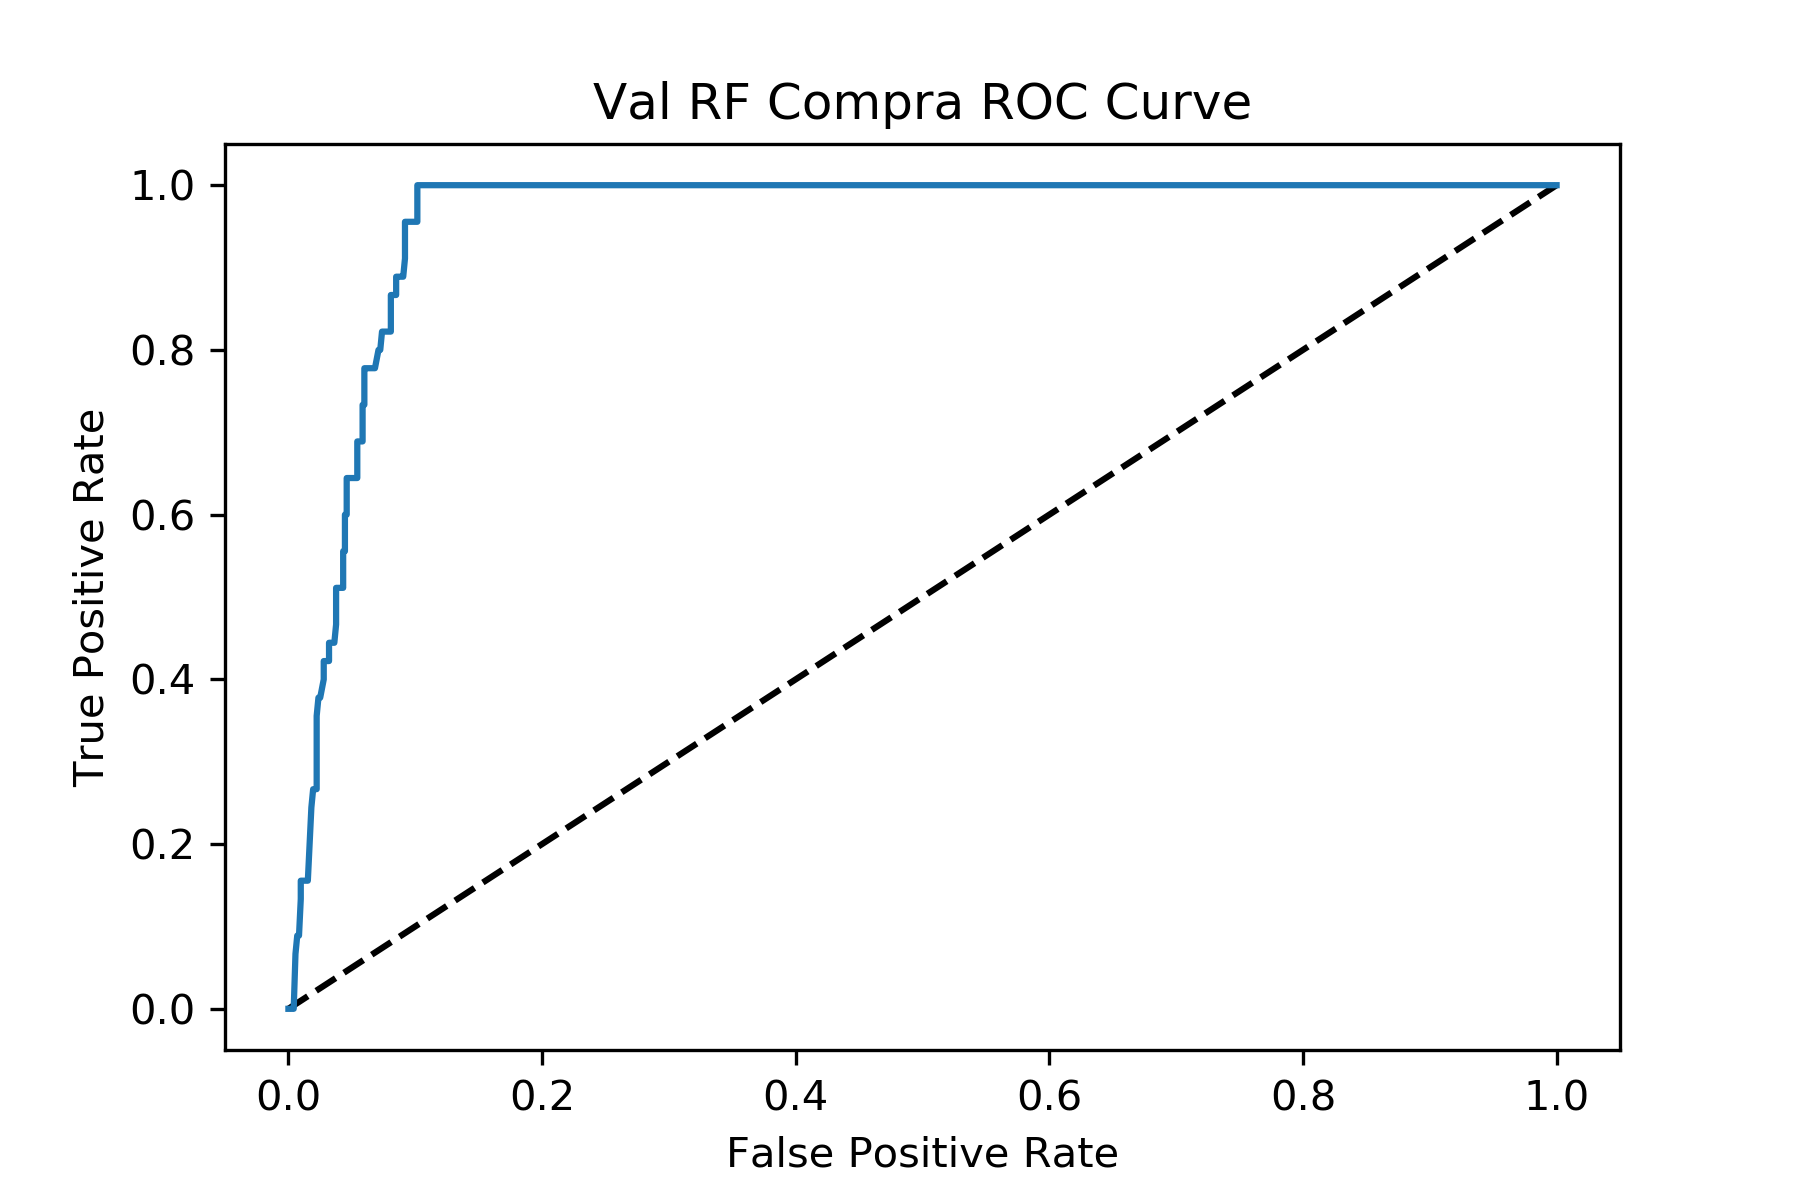 Val RF Compra ROC Curve
1.0
0.8
0.6
0.4
0.2
0.0
True Positive Rate
0.0 0.2 0.4 0.6 0.8 1.0
False Positive Rate